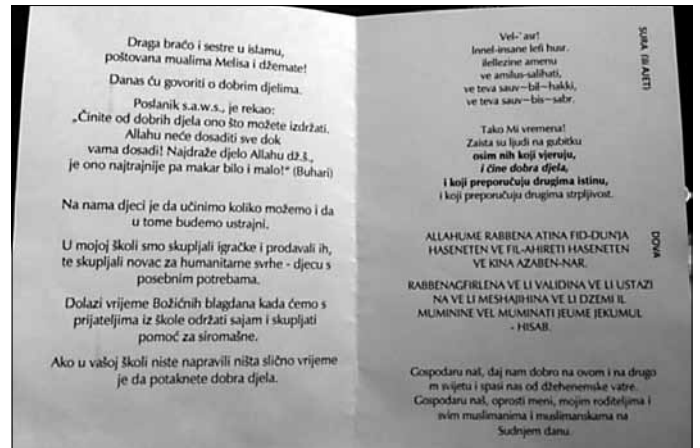 Draga braćo i sestre u islamu,
poštovana mualima Melisa i džemate!
Danas ću govoriti o dobrim djelima.
Poslanik s.a.w.s., je rekao:
„Činite od dobrih djela ono što možete izdržati.
Allahu neće dosaditi sve dok
vama dosadi! Najdraže djelo Allahu dž.š.,
je ono najtrajnije pa makar bilo i malo!“ (Buhari)
Na nama djeci je da učinimo koliko možemo i da
u tome budemo ustrajni.
U mojoj školi smo skupljali igračke i prodavali ih,
te skupljali novac za humanitarne svrhe - djecu s
posebnim potrebama.
Dolazi vrijeme Božićnih blagdana kada ćemo s
prijateljima iz škole održati sajam i skupljati
pomoć za siromašne.
Ako u vašoj školi niste napravili ništa slično vrijeme
je da potaknete dobra djela.
SURA (II AJETI)
Vel-`asr!
Innel-insane lefi husr.
ilellezine amenu
ve amilus-salihati,
ve teva sauv~bil~hakki,
ve teva sauv~bis~sabr.
Tako Mi vremena!
Zaista su ljudi na gubitku
osim nih koji vjeruju,
i čine dobra djela,
i koji preporučuju drugima istinu,
i koji preporučuju drugima strpljivost.
DOVA
ALLAHUME RABBENA ATINA FID-DUNJA
HASENETEN VE FIL-AHIRETI HASENETEN
VE KINA AZABEN-NAR.
RABBENAGFIRLENA VE LI VALIDINA VE LI USTAZI
NA VE LI MESHAJIHINA VE LI DZEMI IL
MUMININE VEL MUMINATI JEUME JEKUMUL
- HISAB.
Gospodaru naš, daj nam dobro na ovom i na drugo
m svijetu i spasi nas od džehenemske vatre.
Gospodaru naš, oprosti meni, mojim roditeljima i
svim muslimanima i muslimanskama na
Sudnjem danu.